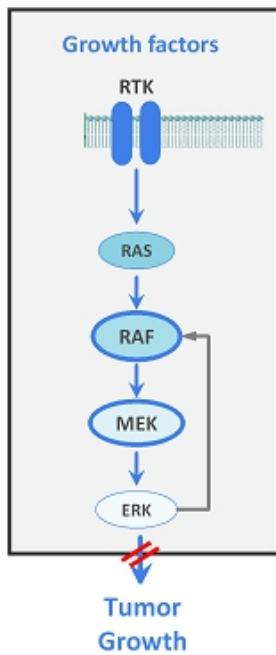 Growth factors
RTK
RAS
RAF
MEK
ERK
Tumor
Growth